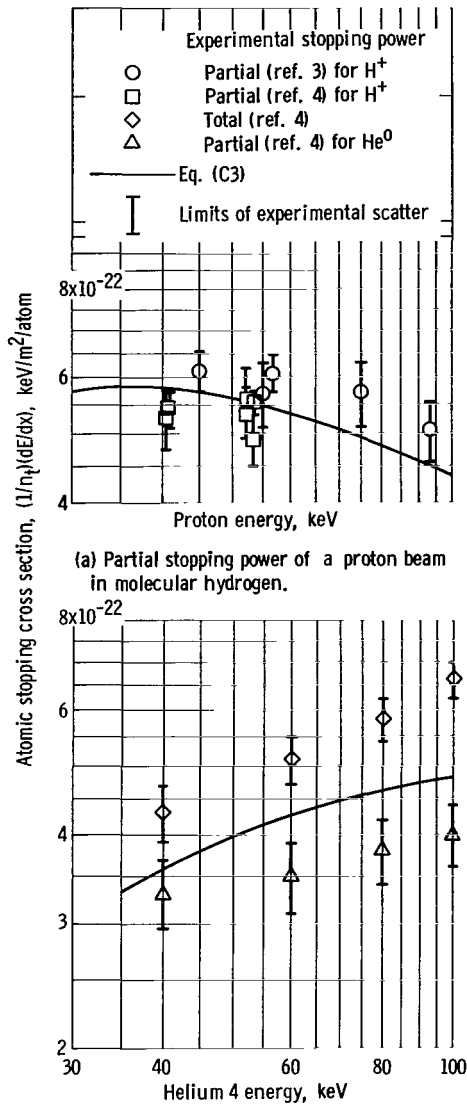 Experimental stopping power
Partial (ref. 3) for H⁺
Partial (ref. 4) for H⁺
Total (ref. 4)
Partial (ref. 4) for He⁰
Eq. (C3)
Limits of experimental scatter
Atomic stopping cross section, (1/nₜ)(dE/dx), keV/m²/atom
8x10⁻²²
6
4
Proton energy, keV
(a) Partial stopping power of a proton beam
in molecular hydrogen.
8x10⁻²²
6
4
3
2
30 40 60 80 100
Helium 4 energy, keV